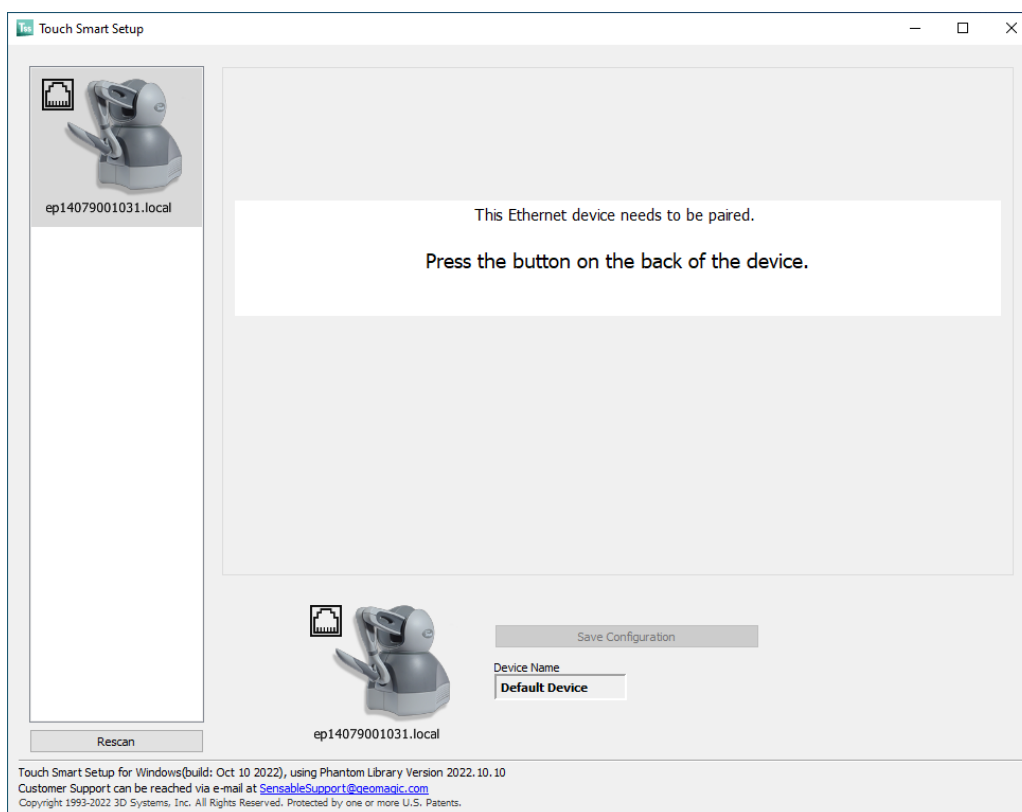 Tss Touch Smart Setup
ep14079001031.local
This Ethernet device needs to be paired.
Press the button on the back of the device.
Save Configuration
Device Name
Default Device
ep14079001031.local
Rescan
Touch Smart Setup for Windows(build: Oct 10 2022), using Phantom Library Version 2022.10.10
Customer Support can be reached via e-mail at SensableSupport@geomagic.com
Copyright 1993-2022 3D Systems, Inc. All Rights Reserved. Protected by one or more U.S. Patents.